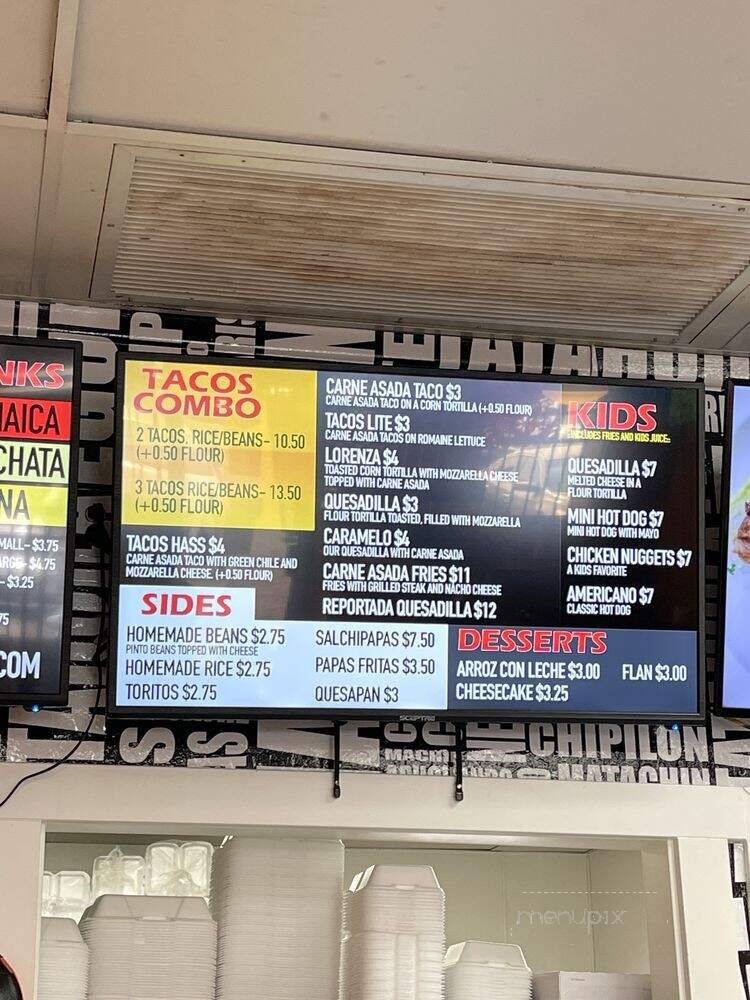 NKS
AICA
CHATA
NA
MALL- $3.75
ARGE- $4.75
- $3.25
75
COM
TACOS
COMBO
2 TACOS, RICE/BEANS- 10.50
(+0.50 FLOUR)
3 TACOS RICE/BEANS- 13.50
(+0.50 FLOUR)
TACOS HASS $4
CARNE ASADA TACO WITH GREEN CHILE AND
MOZZARELLA CHEESE. (+0.50 FLOUR)
CARNE ASADA TACO $3
CARNE ASADA TACO ON A CORN TORTILLA (+0.50 FLOUR)
TACOS LITE $3
CARNE ASADA TACOS ON ROMAINE LETTUCE
LORENZA $4
TOASTED CORN TORTILLA WITH MOZZARELLA CHEESE
TOPPED WITH CARNE ASADA
QUESADILLA $3
FLOUR TORTILLA TOASTED, FILLED WITH MOZZARELLA
CARAMELO $4
OUR QUESADILLA WITH CARNE ASADA
CARNE ASADA FRIES $11
FRIES WITH GRILLED STEAK AND NACHO CHEESE
REPORTADA QUESADILLA $12
KIDS
INCLUDES FRIES AND KIDS JUICE.
QUESADILLA $7
MELTED CHEESE IN A
FLOUR TORTILLA
MINI HOT DOG $7
MINI HOT DOG WITH MAYO
CHICKEN NUGGETS $7
A KIDS FAVORITE
AMERICANO $7
CLASSIC HOT DOG
SIDES
HOMEMADE BEANS $2.75
PINTO BEANS TOPPED WITH CHEESE
HOMEMADE RICE $2.75
TORITOS $2.75
SALCHIPAPAS $7.50
PAPAS FRITAS $3.50
QUESAPAN $3
DESSERTS
ARROZ CON LECHE $3.00
FLAN $3.00
CHEESECAKE $3.25
SCEPTRE
CHIPILON
MATACHIN
menupix